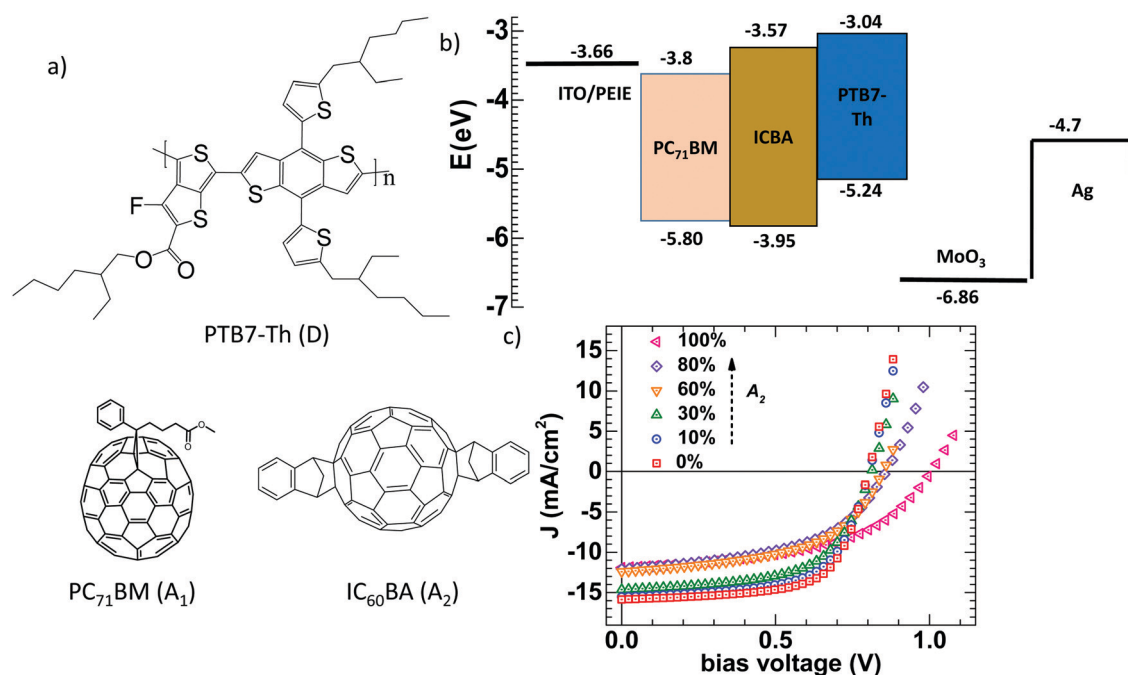 a)
S
S
S
S
S
S
F
O
O
n
PTB7-Th (D)
O
O
PC71BM (A1)
IC60BA (A2)
b)
E(eV)
-3
-4
-5
-6
-7
-3.66
ITO/PEIE
-3.8
PC71BM
-5.80
-3.57
ICBA
-3.95
-3.04
PTB7-
Th
-5.24
MoO3
-6.86
-4.7
Ag
c)
J (mA/cm2)
15
10
5
0
-5
-10
-15
100%
80%
60%
30%
10%
0%
A2
0.0
0.5
1.0
bias voltage (V)